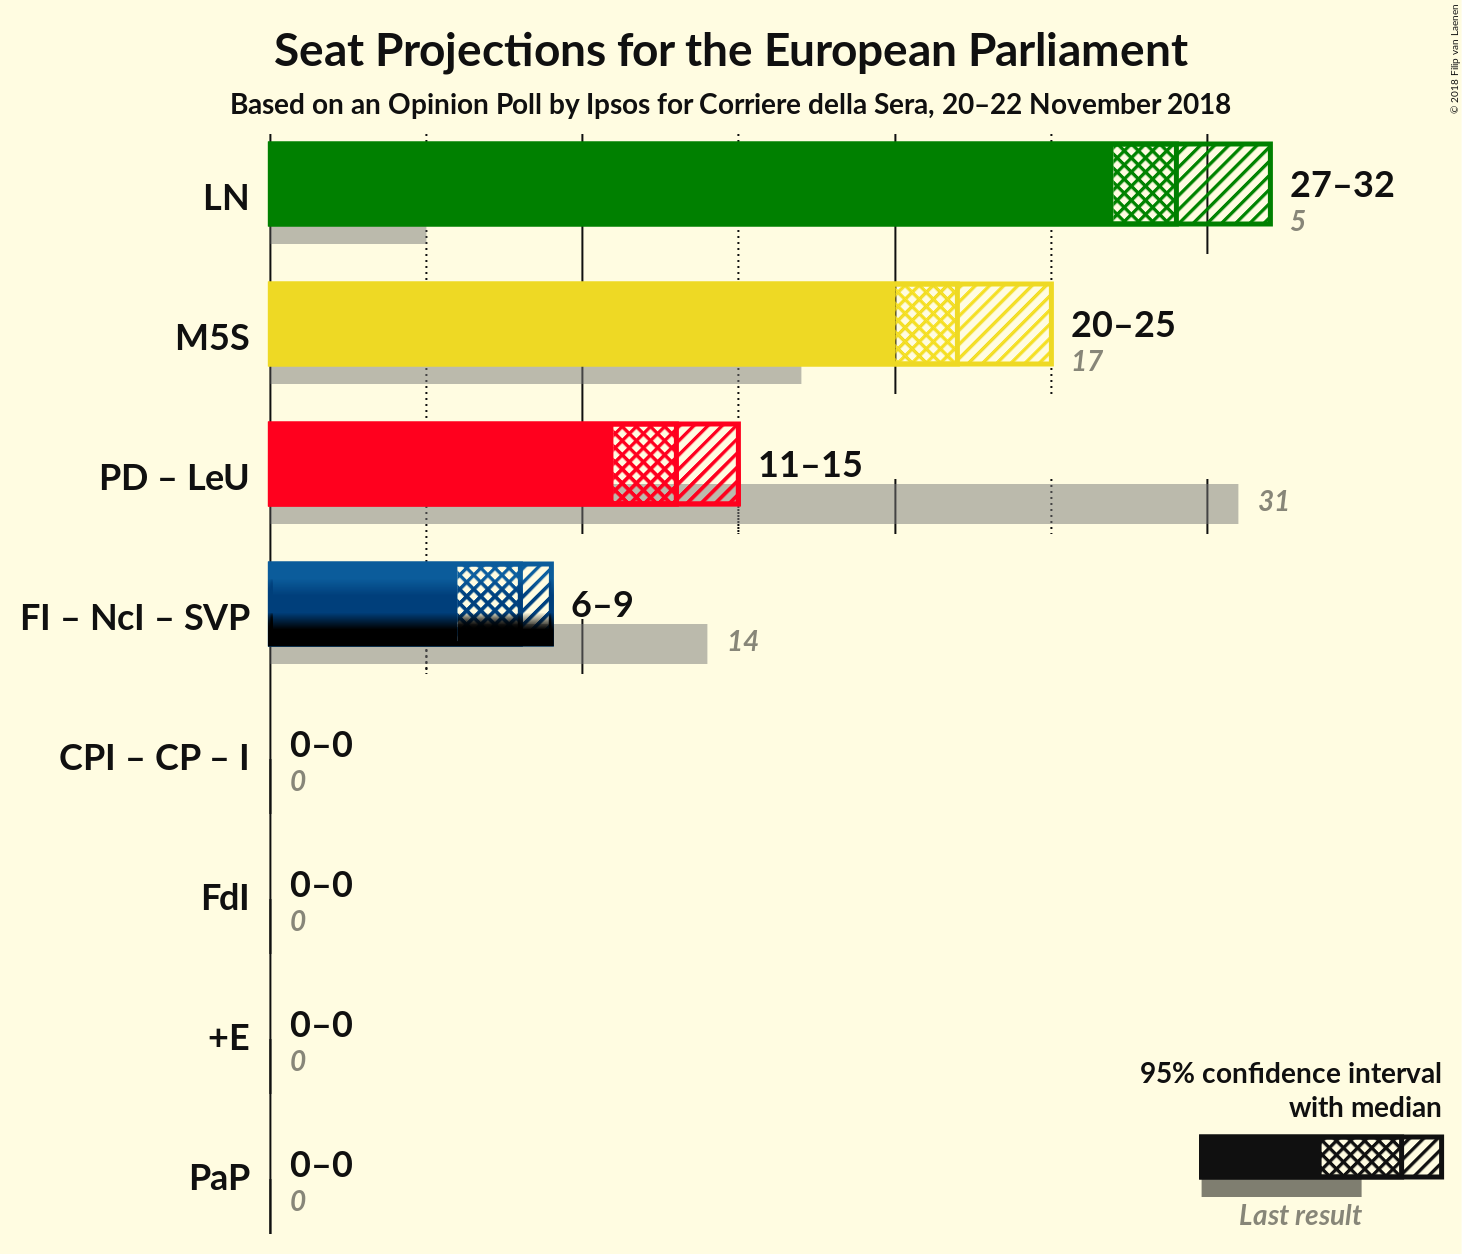 Seat Projections for the European Parliament
Based on an Opinion Poll by Ipsos for Corriere della Sera, 20–22 November 2018
© 2018 Filip van Laenen
LN
27–32
5
M5S
20–25
17
PD – LeU
11–15
31
FI – NcI – SVP
6–9
14
CPI – CP – I
0–0
0
FdI
0–0
0
+E
0–0
0
PaP
0–0
0
95% confidence interval
with median
Last result